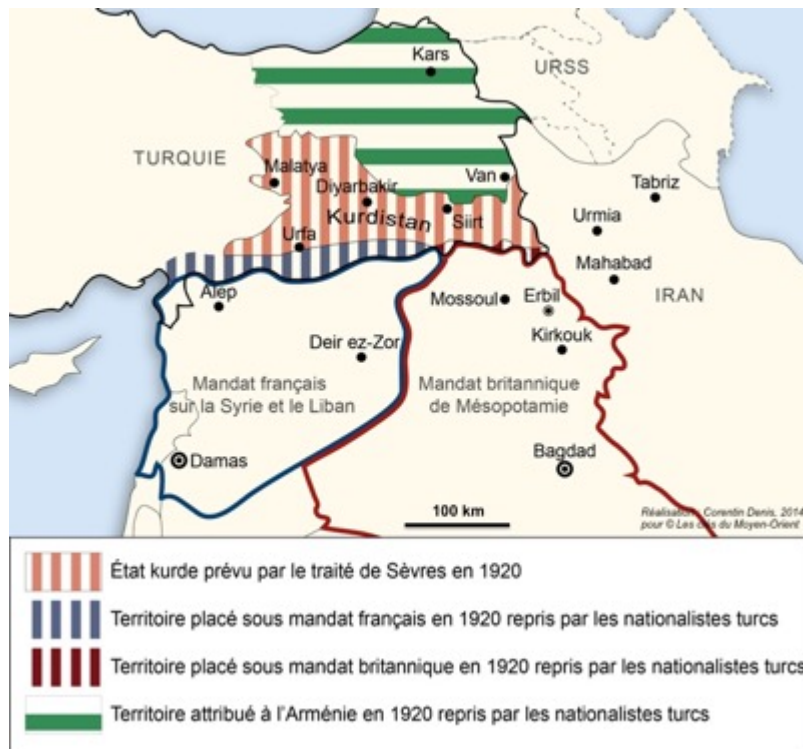 Kars
URSS
TURQUIE
Malatya
Van
Tabriz
Diyarbakir
Kurdistan
Siirt
Urmia
Urfa
Mahabad
Alep
Mossoul
Erbil
IRAN
Deir ez-Zor
Kirkouk
Mandat français
sur la Syrie et le Liban
Mandat britannique
de Mésopotamie
Damas
Bagdad
100 km
Réalisation : Corentin Denis, 2014
pour © Les clés du Moyen-Orient
État kurde prévu par le traité de Sèvres en 1920
Territoire placé sous mandat français en 1920 repris par les nationalistes turcs
Territoire placé sous mandat britannique en 1920 repris par les nationalistes turcs
Territoire attribué à l'Arménie en 1920 repris par les nationalistes turcs